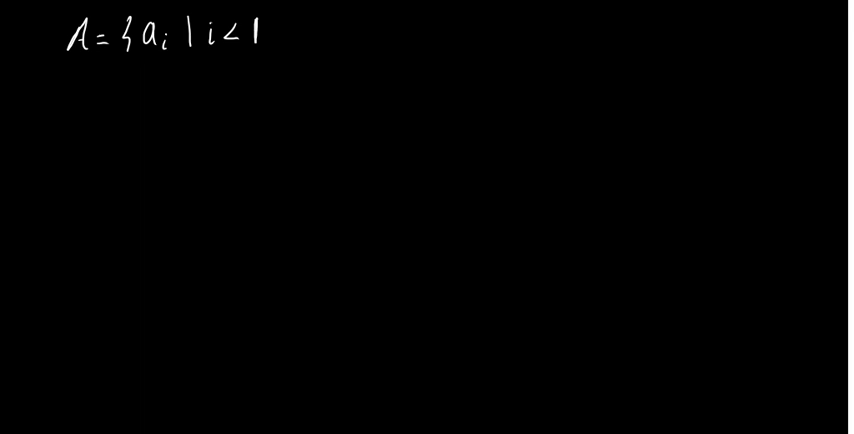 A = { a_i | i < 1